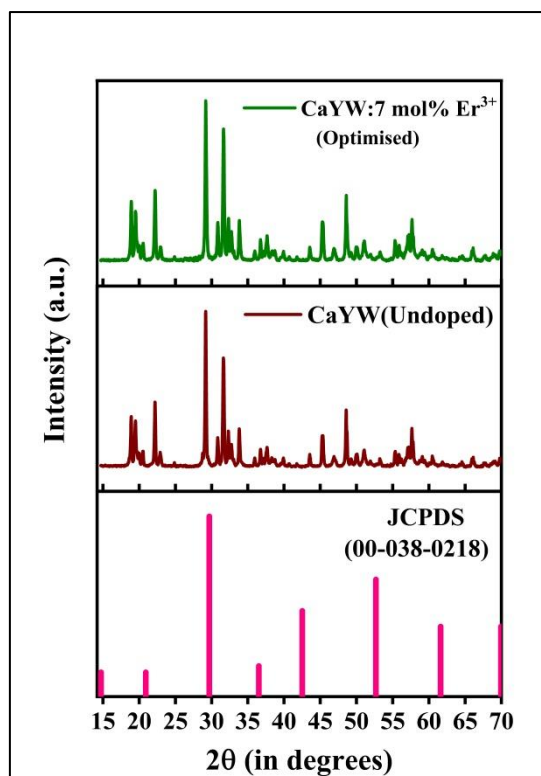 CaYW:7 mol% Er³⁺
(Optimised)
CaYW(Undoped)
JCPDS
(00-038-0218)
Intensity (a.u.)
15 20 25 30 35 40 45 50 55 60 65 70
2θ (in degrees)